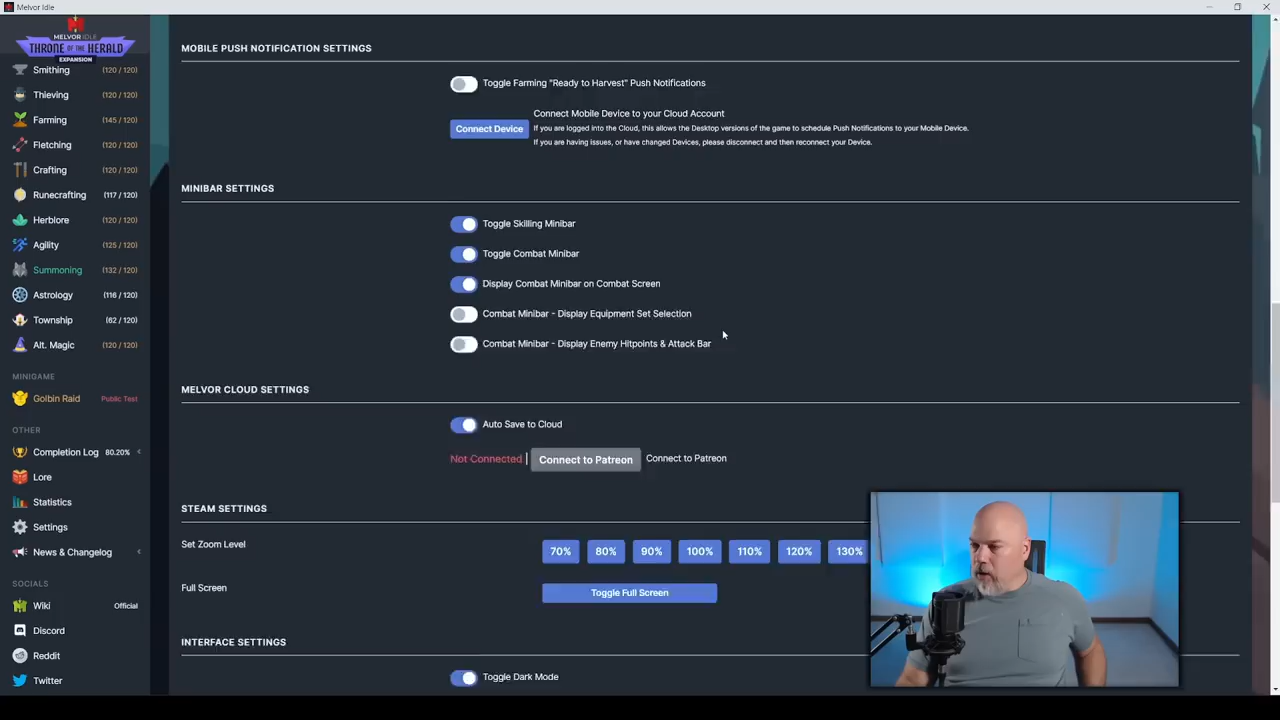 Melvor Idle
MELVOR IDLE
THRONE OF THE HERALD
EXPANSION
Smithing (120 / 120)
Thieving (120 / 120)
Farming (145 / 120)
Fletching (120 / 120)
Crafting (120 / 120)
Runecrafting (117 / 120)
Herblore (120 / 120)
Agility (125 / 120)
Summoning (132 / 120)
Astrology (116 / 120)
Township (62 / 120)
Alt. Magic (120 / 120)
MINIGAME
Golbin Raid Public Test
OTHER
Completion Log 80.20%
Lore
Statistics
Settings
News & Changelog
SOCIALS
Wiki Official
Discord
Reddit
Twitter
MOBILE PUSH NOTIFICATION SETTINGS
Toggle Farming "Ready to Harvest" Push Notifications
Connect Device
Connect Mobile Device to your Cloud Account
If you are logged into the Cloud, this allows the Desktop versions of the game to schedule Push Notifications to your Mobile Device.
If you are having issues, or have changed Devices, please disconnect and then reconnect your Device.
MINIBAR SETTINGS
Toggle Skilling Minibar
Toggle Combat Minibar
Display Combat Minibar on Combat Screen
Combat Minibar - Display Equipment Set Selection
Combat Minibar - Display Enemy Hitpoints & Attack Bar
MELVOR CLOUD SETTINGS
Auto Save to Cloud
Not Connected | Connect to Patreon Connect to Patreon
STEAM SETTINGS
Set Zoom Level 70% 80% 90% 100% 110% 120% 130%
Full Screen Toggle Full Screen
INTERFACE SETTINGS
Toggle Dark Mode